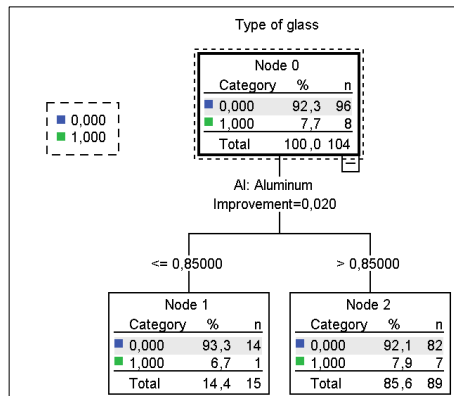 Type of glass
0,000
1,000
Node 0
Category % n
0,000 92,3 96
1,000 7,7 8
Total 100,0 104
Al: Aluminum
Improvement=0,020
<= 0,85000
> 0,85000
Node 1
Category % n
0,000 93,3 14
1,000 6,7 1
Total 14,4 15
Node 2
Category % n
0,000 92,1 82
1,000 7,9 7
Total 85,6 89